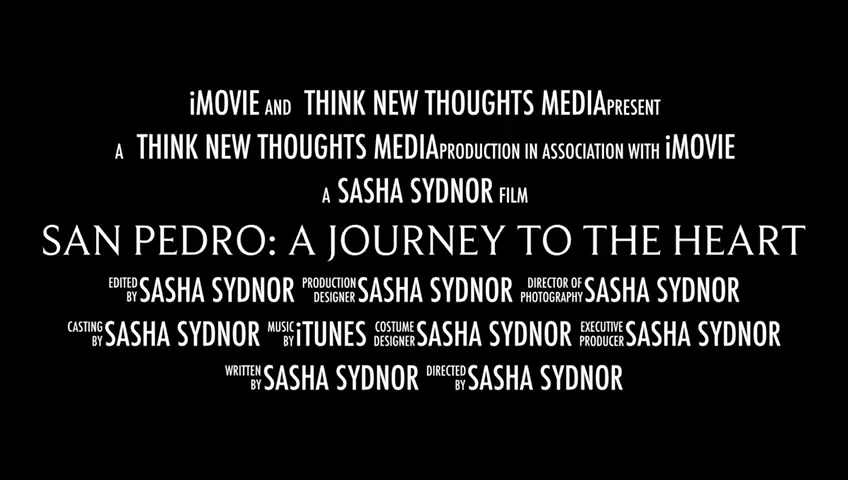 iMOVIE AND THINK NEW THOUGHTS MEDIAPRESENT
A THINK NEW THOUGHTS MEDIAPRODUCTION IN ASSOCIATION WITH iMOVIE
A SASHA SYDNOR FILM
SAN PEDRO: A JOURNEY TO THE HEART
EDITED BY SASHA SYDNOR PRODUCTION DESIGNER SASHA SYDNOR DIRECTOR OF PHOTOGRAPHY SASHA SYDNOR
CASTING BY SASHA SYDNOR MUSIC BY iTUNES COSTUME DESIGNER SASHA SYDNOR EXECUTIVE PRODUCER SASHA SYDNOR
WRITTEN BY SASHA SYDNOR DIRECTED BY SASHA SYDNOR